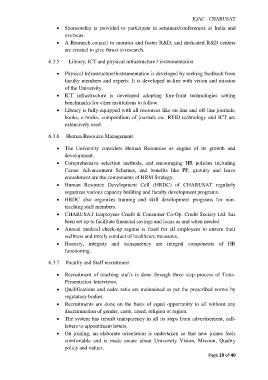 IQAC - CHARUSAT
• Sponsorship is provided to participate in seminars/conferences at India and
overseas.
• A Research council to monitor and foster R&D, and dedicated R&D centers
are created to give thrust in research.
6.3.5 Library, ICT and physical infrastructure / instrumentation
• Physical Infrastructure/Instrumentation is developed by seeking feedback from
faculty members and experts. It is developed in-line with vision and mission
of the University.
• ICT infrastructure is developed adopting fore-front technologies setting
benchmarks for other institutions to follow.
• Library is fully-equipped with all resources like on-line and off-line journals,
books, e-books, compendium of journals etc. RFID technology and ICT are
extensively used.
6.3.6 Human Resource Management
• The University considers Human Resources as engine of its growth and
development.
• Comprehensive selection methods, and encouraging HR policies including
Career Advancement Schemes, and benefits like PF, gratuity and leave
encashment are the components of HRM Strategy.
• Human Resource Development Cell (HRDC) of CHARUSAT regularly
organizes various capacity building and faculty development programs.
• HRDC also organizes training and skill development programs for non-
teaching staff members.
• CHARUSAT Employees Credit & Consumer Co-Op. Credit Society Ltd. has
been set up to facilitate financial savings and loans as and when needed.
• Annual medical check-up regime is fixed for all employees to ensure their
wellness and timely conduct of healthcare measures.
• Honesty, integrity and transparency are integral components of HR
functioning.
6.3.7 Faculty and Staff recruitment
• Recruitment of teaching staff is done through three step process of Tests-
Presentation-Interviews.
• Qualifications and cadre ratio are maintained as per the prescribed norms by
regulatory bodies.
• Recruitments are done on the basis of equal opportunity to all without any
discrimination of gender, caste, creed, religion or region.
• The system has inbuilt transparency in all its steps from advertisement, call-
letters to appointment letters.
• On joining, an elaborate orientation is undertaken so that new joinee feels
comfortable and is made aware about University Vision, Mission, Quality
policy and values.
Page 29 of 40